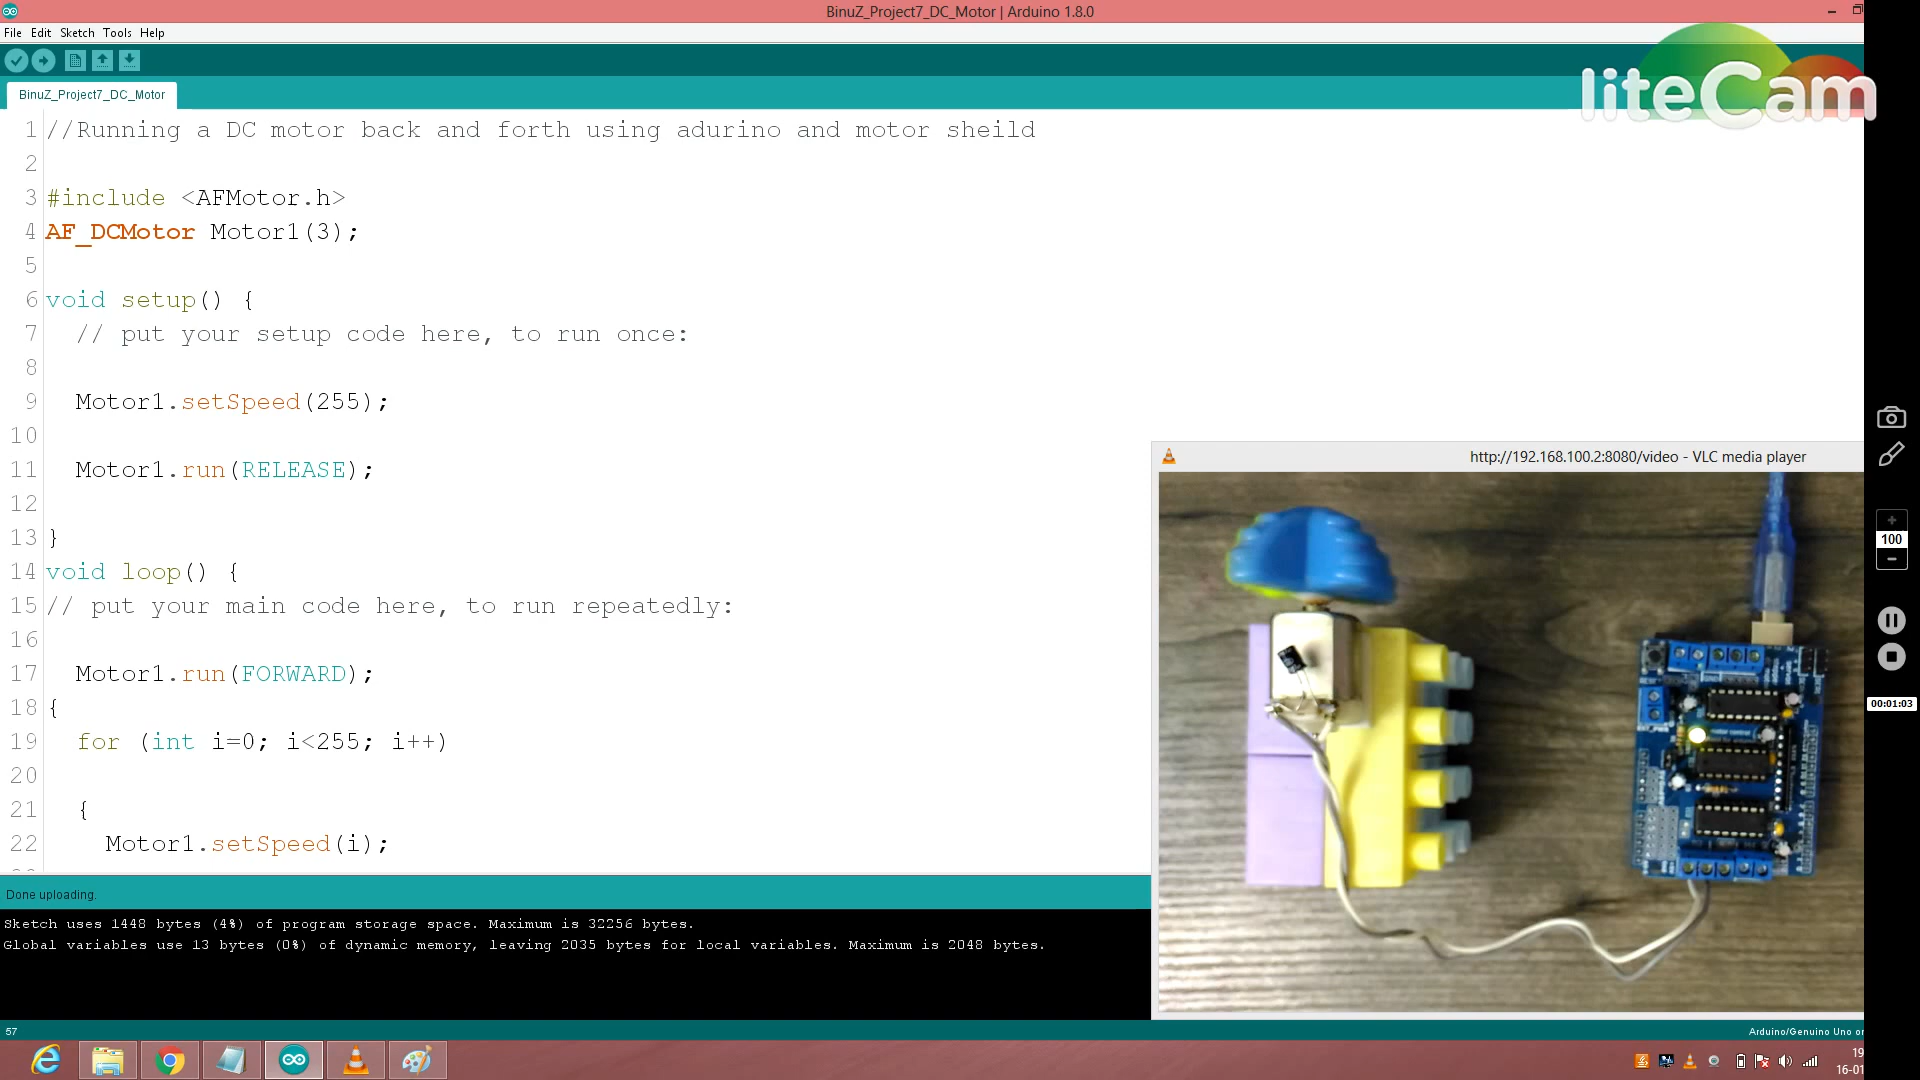 BinuZ_Project7_DC_Motor | Arduino 1.8.0
File Edit Sketch Tools Help
liteCam
BinuZ_Project7_DC_Motor
1 //Running a DC motor back and forth using adurino and motor sheild
2
3 #include <AFMotor.h>
4 AF_DCMotor Motor1(3);
5
6 void setup() {
7 // put your setup code here, to run once:
8
9 Motor1.setSpeed(255);
10
11 Motor1.run(RELEASE);
12
13 }
14 void loop() {
15 // put your main code here, to run repeatedly:
16
17 Motor1.run(FORWARD);
18 {
19 for (int i=0; i<255; i++)
20
21 {
22 Motor1.setSpeed(i);
http://192.168.100.2:8080/video - VLC media player
100
00:01:03
Done uploading.
Sketch uses 1448 bytes (4%) of program storage space. Maximum is 32256 bytes.
Global variables use 13 bytes (0%) of dynamic memory, leaving 2035 bytes for local variables. Maximum is 2048 bytes.
57
Arduino/Genuino Uno or
19
16-01